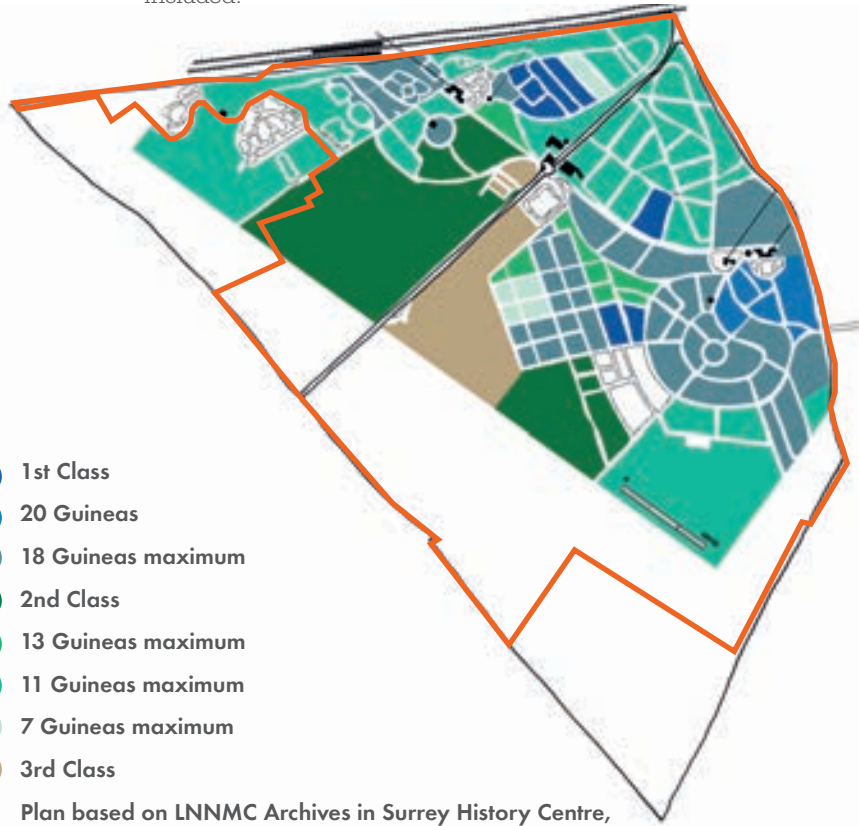 included.
1st Class
20 Guineas
18 Guineas maximum
2nd Class
13 Guineas maximum
11 Guineas maximum
7 Guineas maximum
3rd Class
Plan based on LNNMC Archives in Surrey History Centre,